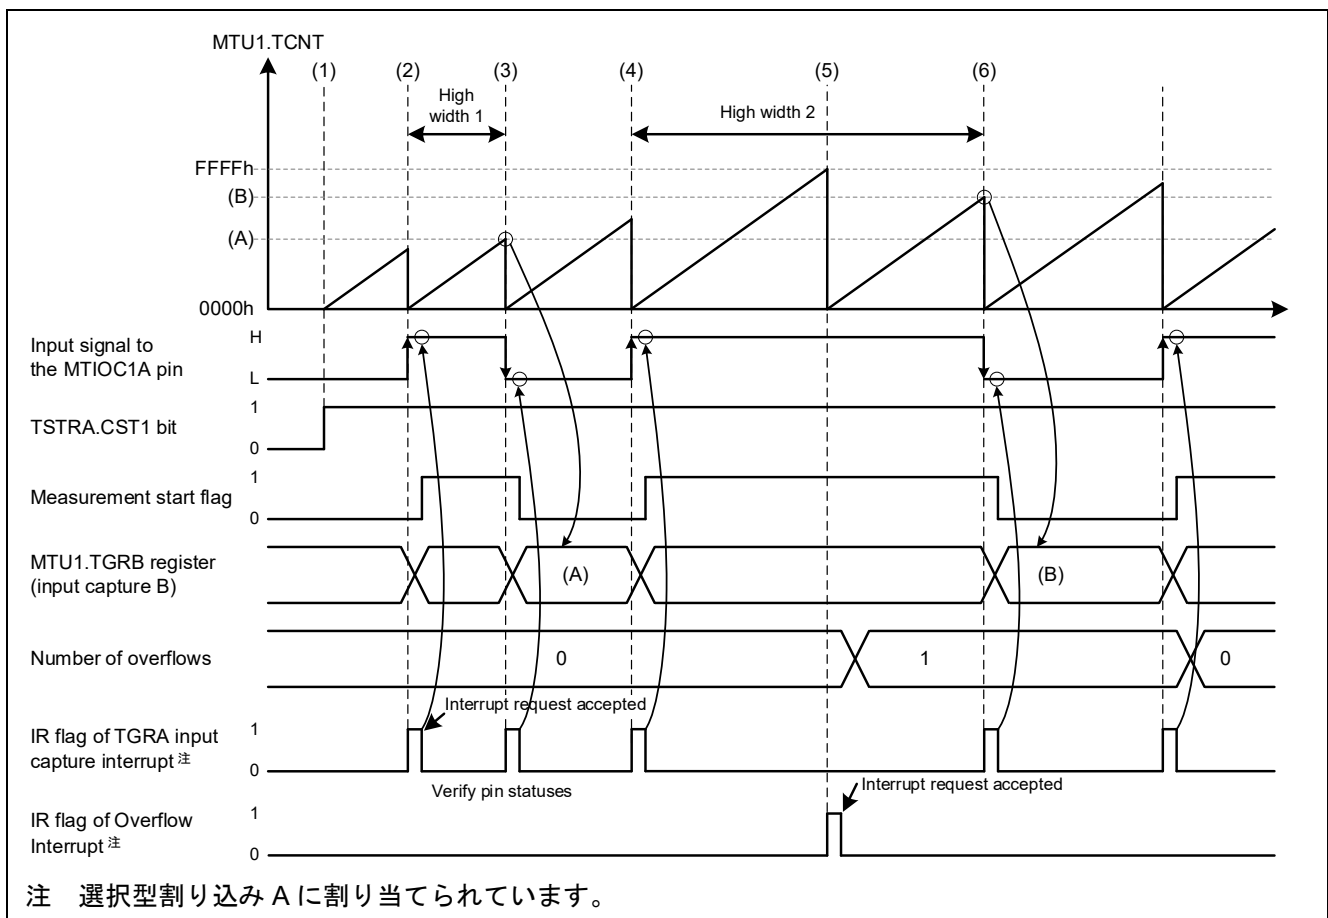 MTU1.TCNT
(1) (2) (3) (4) (5) (6)
High
width 1
High width 2
FFFFh
(B)
(A)
0000h
Input signal to
the MTIOC1A pin
H
L
TSTRA.CST1 bit
1
0
Measurement start flag
1
0
MTU1.TGRB register
(input capture B)
(A)
(B)
Number of overflows
0
1
0
Interrupt request accepted
IR flag of TGRA input
capture interrupt 注
1
0
Verify pin statuses
Interrupt request accepted
IR flag of Overflow
Interrupt 注
1
0
注 選択型割り込み A に割り当てられています。